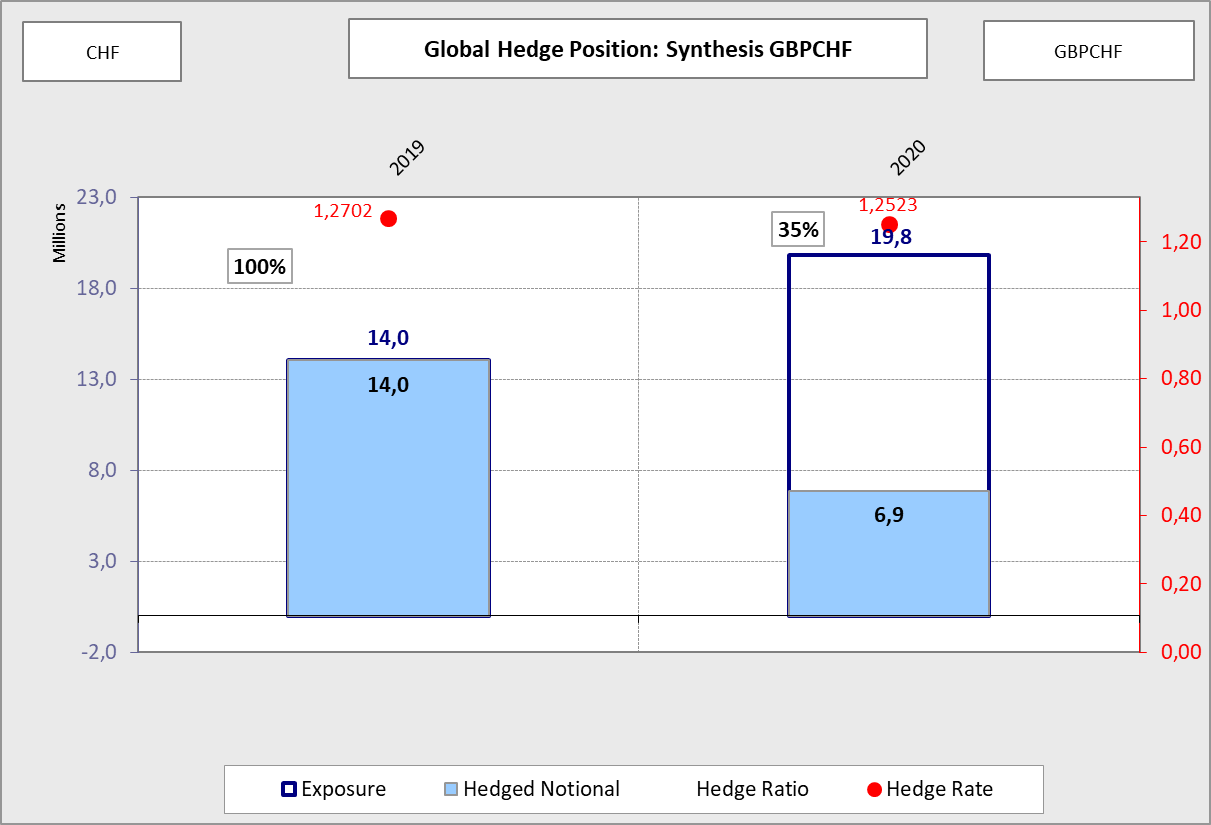 CHF
Global Hedge Position: Synthesis GBPCHF
GBPCHF
2019
2020
Millions
23,0
18,0
13,0
8,0
3,0
-2,0
1,2702
100%
14,0
14,0
1,2523
35%
19,8
6,9
1,20
1,00
0,80
0,60
0,40
0,20
0,00
Exposure
Hedged Notional
Hedge Ratio
Hedge Rate